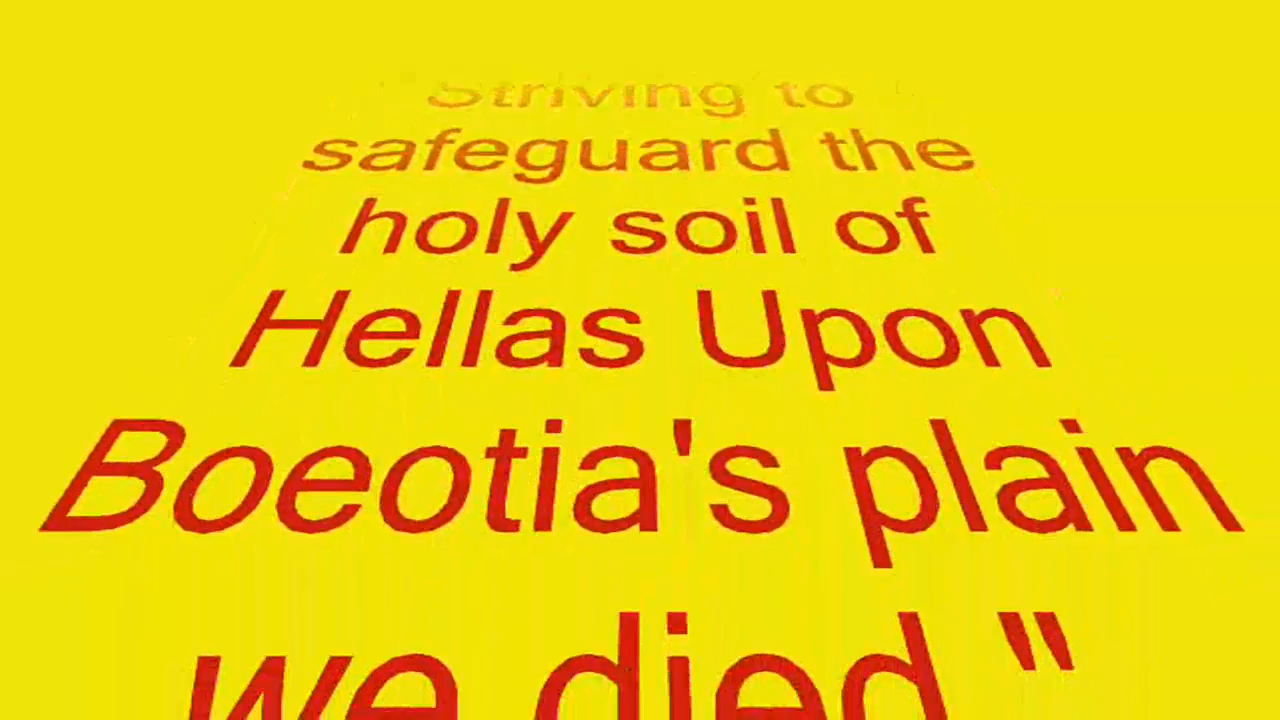 Striving to
safeguard the
holy soil of
Hellas Upon
Boeotia's plain
we died."